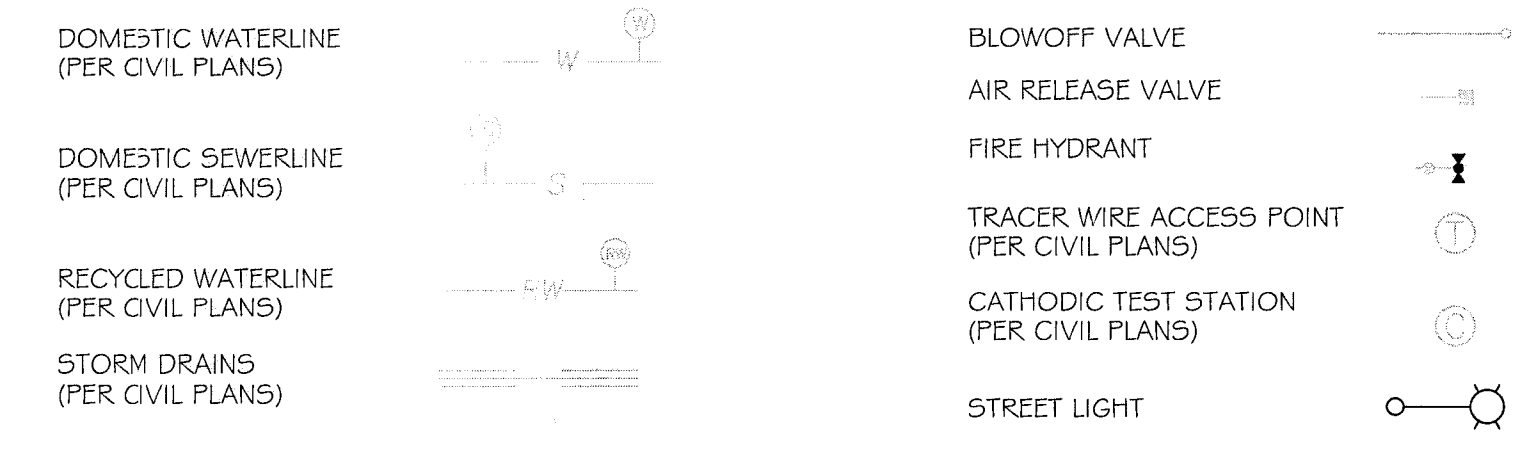 DOMESTIC WATERLINE
(PER CIVIL PLANS)
W
W
DOMESTIC SEWERLINE
(PER CIVIL PLANS)
S
RECYCLED WATERLINE
(PER CIVIL PLANS)
RW
RW
STORM DRAINS
(PER CIVIL PLANS)
BLOWOFF VALVE
AIR RELEASE VALVE
FIRE HYDRANT
TRACER WIRE ACCESS POINT
(PER CIVIL PLANS)
T
CATHODIC TEST STATION
(PER CIVIL PLANS)
C
STREET LIGHT